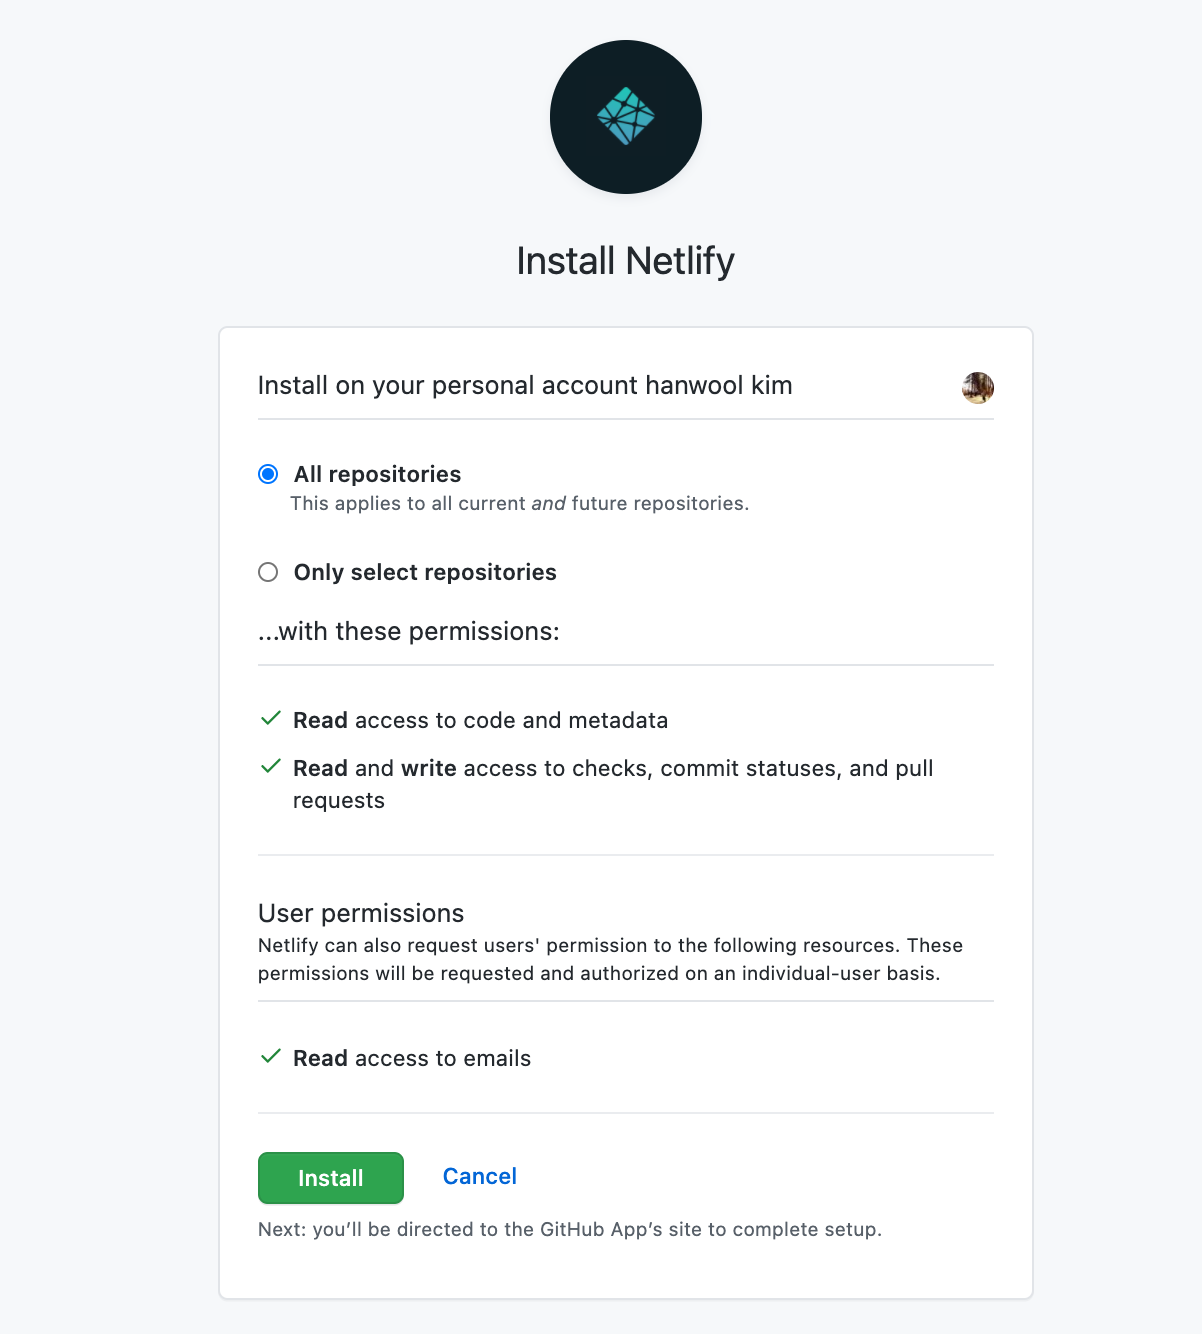 Install Netlify
Install on your personal account hanwool kim
All repositories
This applies to all current and future repositories.
Only select repositories
...with these permissions:
Read access to code and metadata
Read and write access to checks, commit statuses, and pull
requests
User permissions
Netlify can also request users' permission to the following resources. These
permissions will be requested and authorized on an individual-user basis.
Read access to emails
Install
Cancel
Next: you’ll be directed to the GitHub App’s site to complete setup.